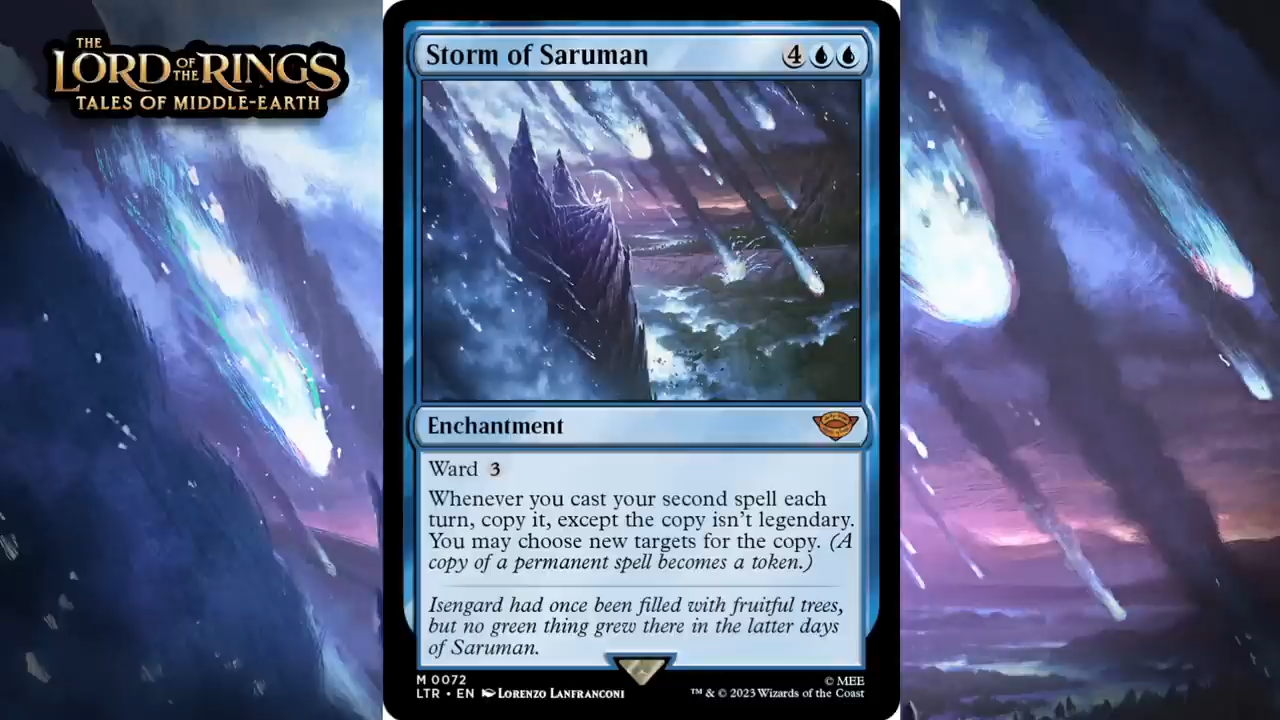 THE
LORD OF THE RINGS
TALES OF MIDDLE-EARTH
Storm of Saruman 4
Enchantment
Ward 3
Whenever you cast your second spell each
turn, copy it, except the copy isn't legendary.
You may choose new targets for the copy. (A
copy of a permanent spell becomes a token.)
Isengard had once been filled with fruitful trees,
but no green thing grew there in the latter days
of Saruman.
M 0072
LTR • EN Lorenzo Lanfranconi
© MEE
™ & © 2023 Wizards of the Coast